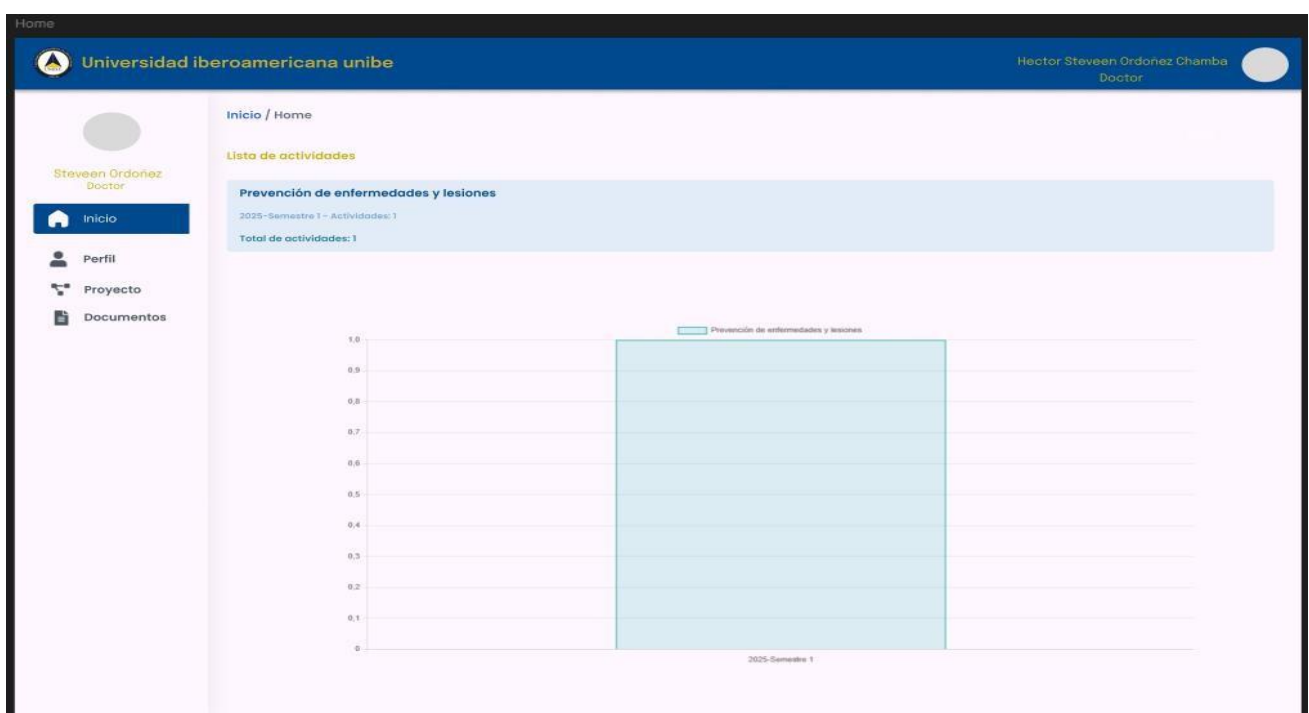 Home
Universidad iberoamericana unibe
Hector Steveen Ordoñez Chamba
Doctor
Steveen Ordoñez
Doctor
Inicio
Perfil
Proyecto
Documentos
Inicio / Home
Lista de actividades
Prevención de enfermedades y lesiones
2025-Semestre 1 - Actividades: 1
Total de actividades: 1
Prevención de enfermedades y lesiones
1,0
0,9
0,8
0,7
0,6
0,5
0,4
0,3
0,2
0,1
0
2025-Semestre 1